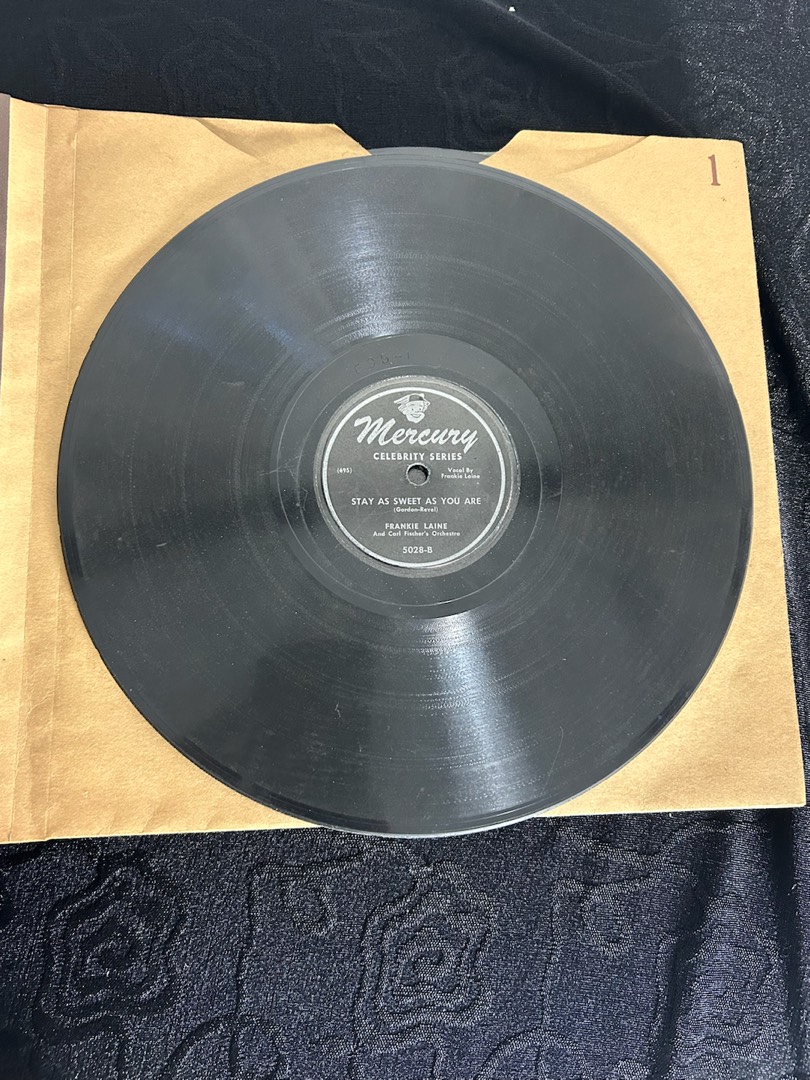 1
Mercury
CELEBRITY SERIES
(695)
Vocal By
Frankie Laine
STAY AS SWEET AS YOU ARE
(Gordon-Revel)
FRANKIE LAINE
And Carl Fischer's Orchestra
5028-B